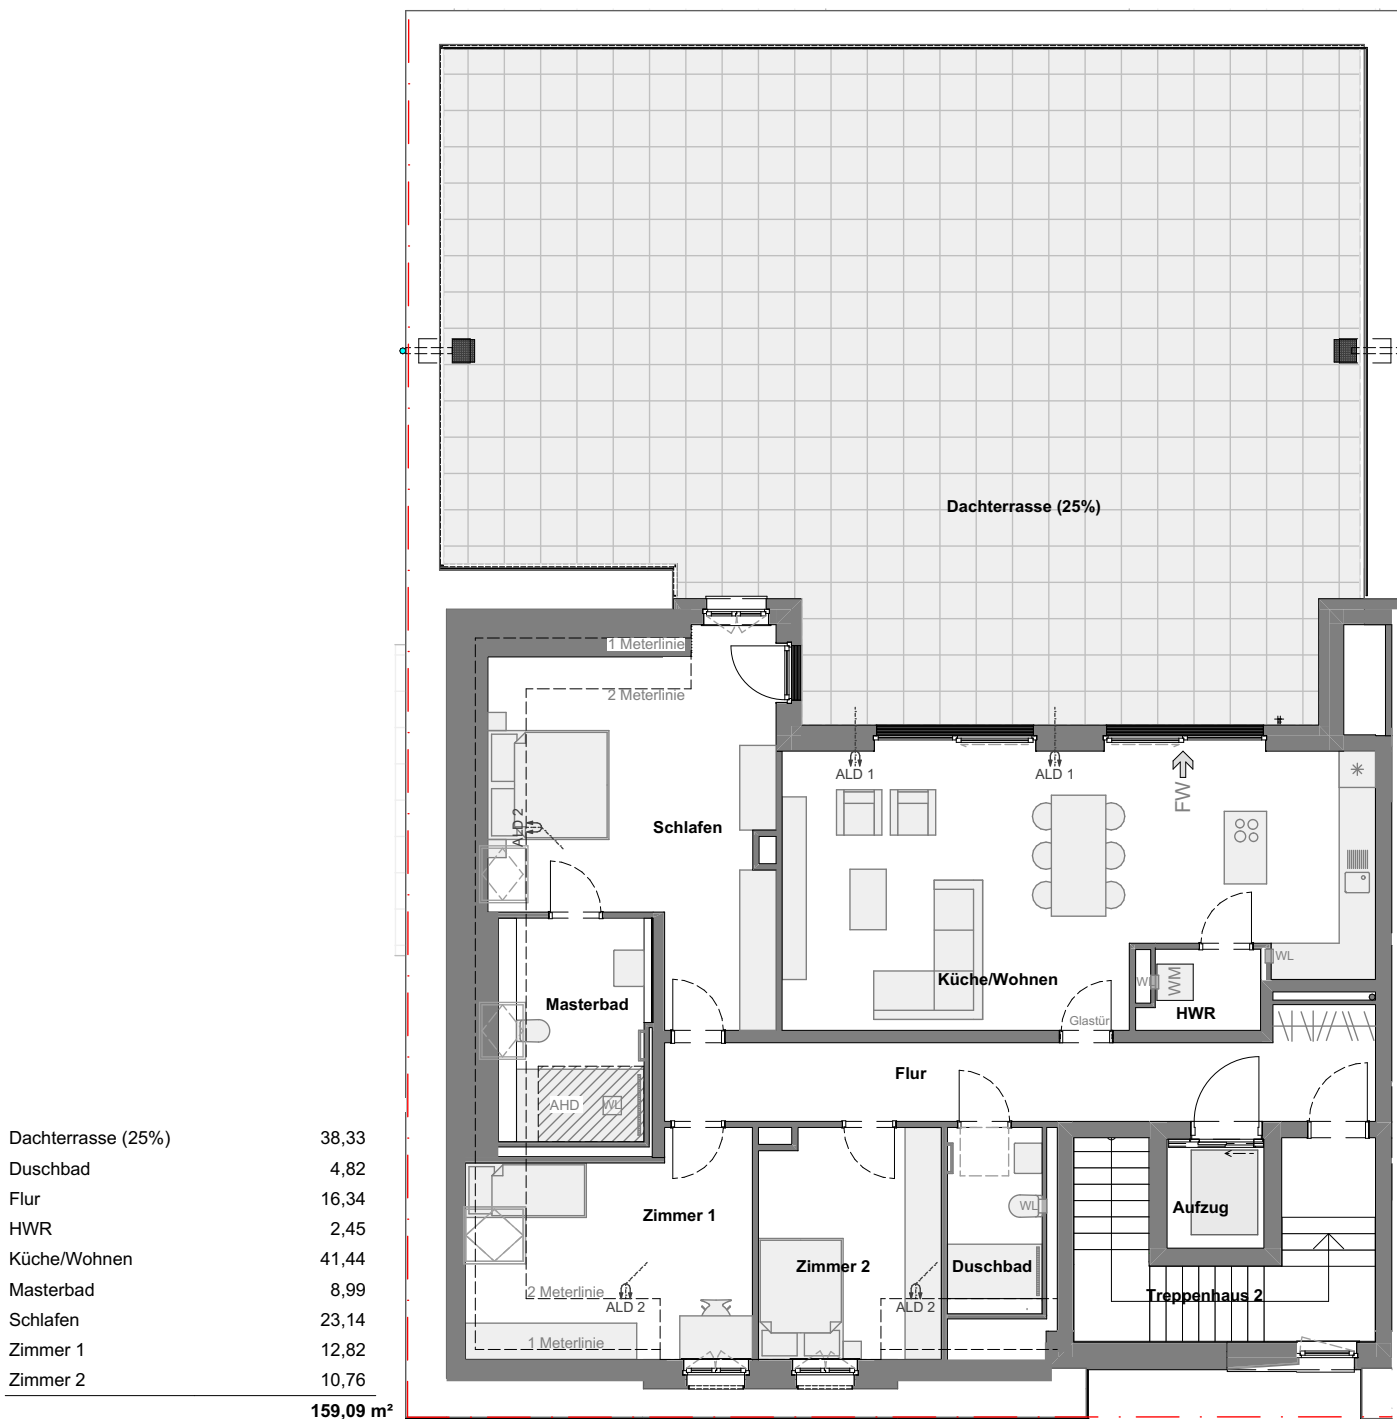 Dachterrasse (25%)
1 Meterlinie
2 Meterlinie
ALD 1
ALD 1
FW
ALD 2
Schlafen
Küche/Wohnen
WL
WL
WM
HWR
Masterbad
Glastür
Flur
AHD
WL
Zimmer 1
WL
Aufzug
Zimmer 2
Duschbad
2 Meterlinie
ALD 2
ALD 2
Treppenhaus 2
1 Meterlinie
Dachterrasse (25%) 38,33
Duschbad 4,82
Flur 16,34
HWR 2,45
Küche/Wohnen 41,44
Masterbad 8,99
Schlafen 23,14
Zimmer 1 12,82
Zimmer 2 10,76
159,09 m²